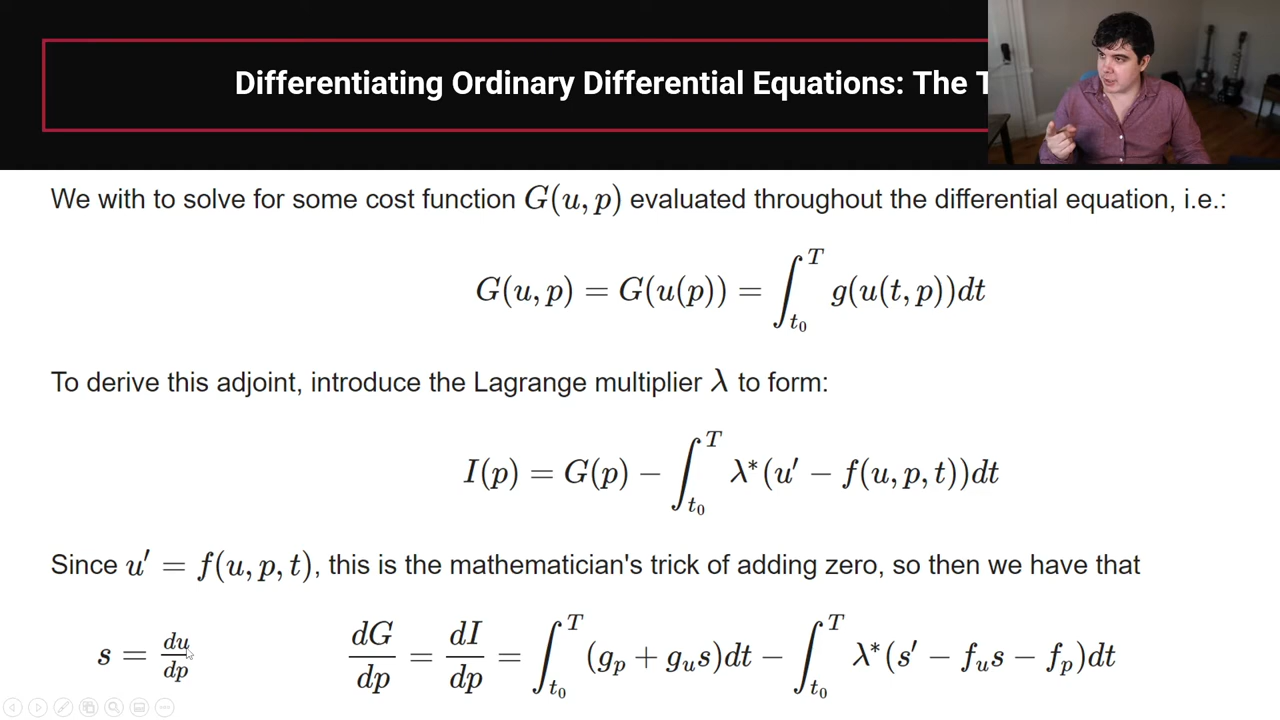 Differentiating Ordinary Differential Equations: The T
We with to solve for some cost function G(u, p) evaluated throughout the differential equation, i.e.:
G(u, p) = G(u(p)) = ∫_{t_0}^{T} g(u(t, p))dt
To derive this adjoint, introduce the Lagrange multiplier λ to form:
I(p) = G(p) − ∫_{t_0}^{T} λ*(u′ − f(u, p, t))dt
Since u′ = f(u, p, t), this is the mathematician's trick of adding zero, so then we have that
s = du/dp    dG/dp = dI/dp = ∫_{t_0}^{T} (g_p + g_u s)dt − ∫_{t_0}^{T} λ*(s′ − f_u s − f_p)dt